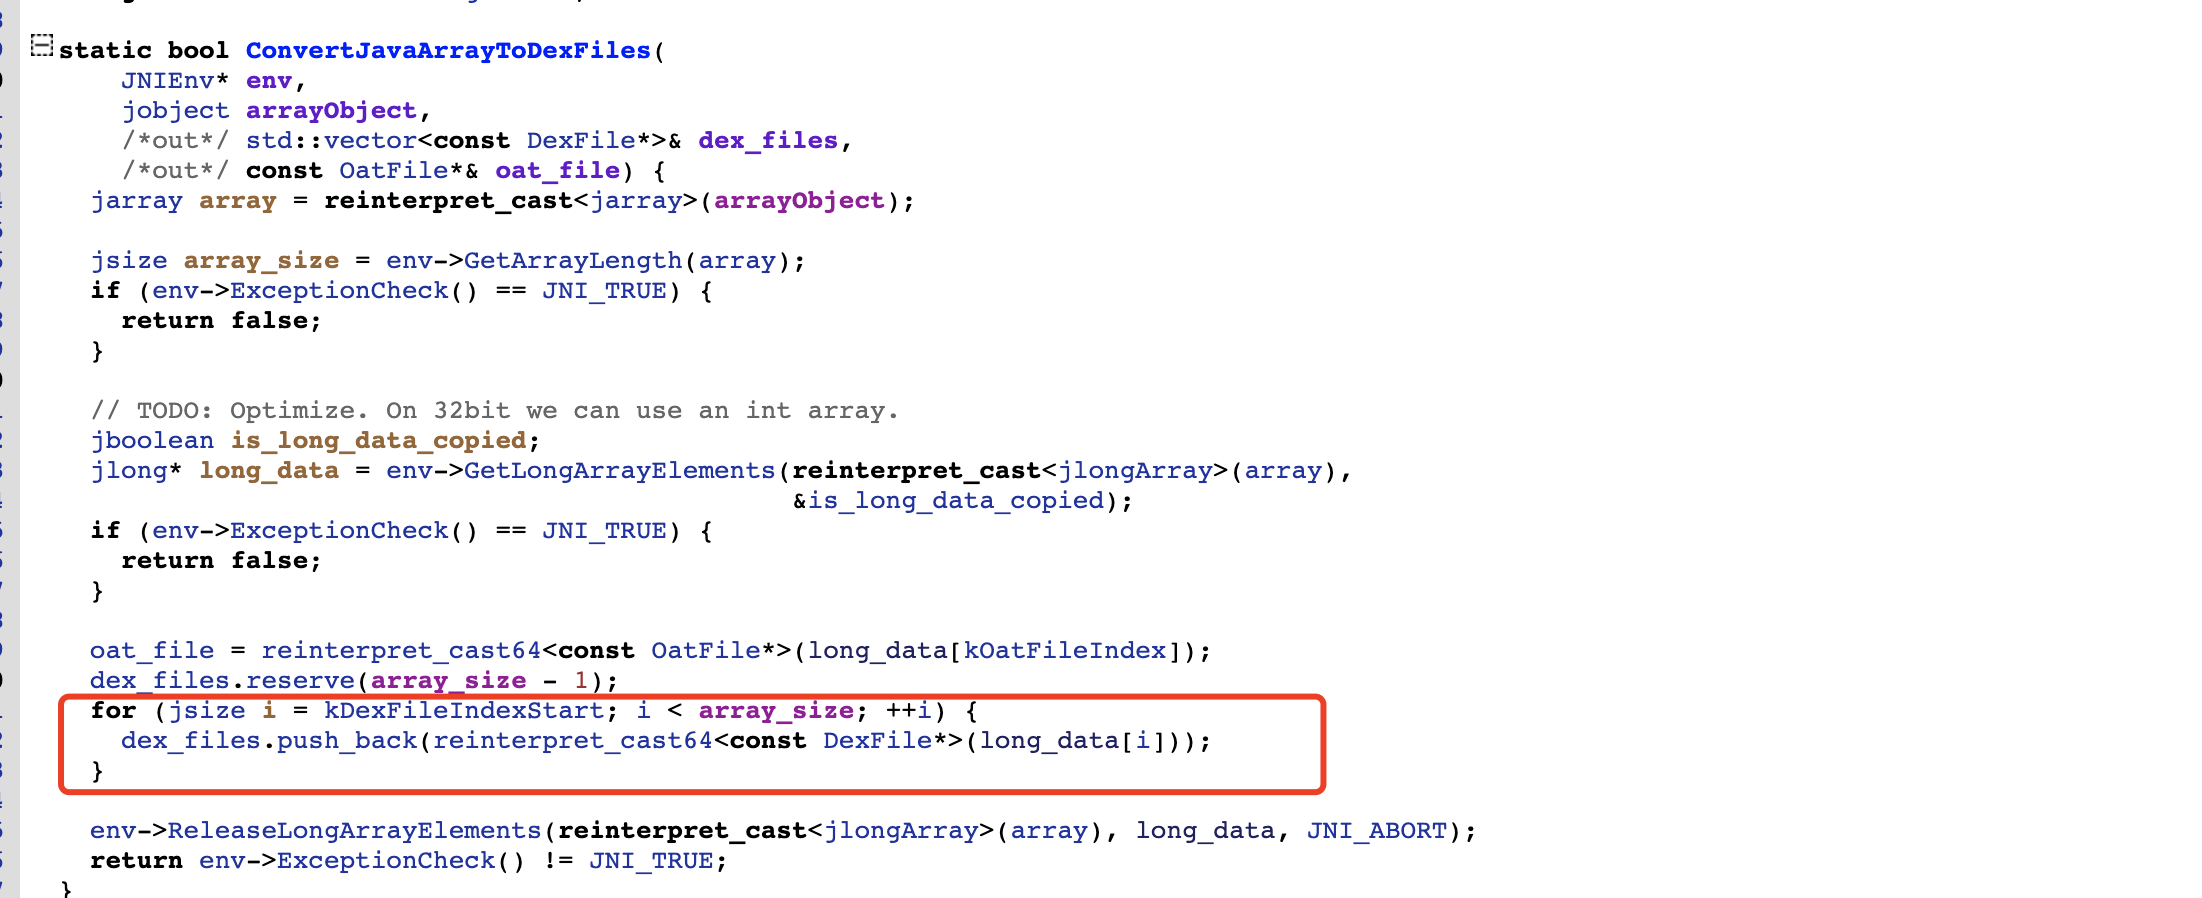 static bool ConvertJavaArrayToDexFiles(
JNIEnv* env,
jobject arrayObject,
/*out*/ std::vector<const DexFile*>& dex_files,
/*out*/ const OatFile*& oat_file) {
jarray array = reinterpret_cast<jarray>(arrayObject);
jsize array_size = env->GetArrayLength(array);
if (env->ExceptionCheck() == JNI_TRUE) {
return false;
}
// TODO: Optimize. On 32bit we can use an int array.
jboolean is_long_data_copied;
jlong* long_data = env->GetLongArrayElements(reinterpret_cast<jlongArray>(array),
&is_long_data_copied);
if (env->ExceptionCheck() == JNI_TRUE) {
return false;
}
oat_file = reinterpret_cast64<const OatFile*>(long_data[kOatFileIndex]);
dex_files.reserve(array_size - 1);
for (jsize i = kDexFileIndexStart; i < array_size; ++i) {
dex_files.push_back(reinterpret_cast64<const DexFile*>(long_data[i]));
}
env->ReleaseLongArrayElements(reinterpret_cast<jlongArray>(array), long_data, JNI_ABORT);
return env->ExceptionCheck() != JNI_TRUE;
}